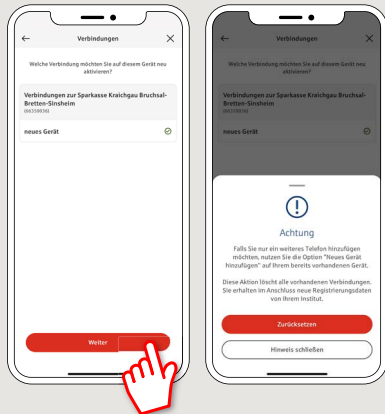 Verbindungen
Welche Verbindung möchten Sie auf diesem Gerät neu
aktivieren?
Verbindungen zur Sparkasse Kraichgau Bruchsal-
Bretten-Sinsheim
(66350036)
neues Gerät
Weiter
Verbindungen
Welche Verbindung möchten Sie auf diesem Gerät neu
aktivieren?
Verbindungen zur Sparkasse Kraichgau Bruchsal-
Bretten-Sinsheim
(66350036)
neues Gerät
Achtung
Falls Sie nur ein weiteres Telefon hinzufügen
möchten, nutzen Sie die Option "Neues Gerät
hinzufügen" auf Ihrem bereits vorhandenen Gerät.
Diese Aktion löscht alle vorhandenen Verbindungen.
Sie erhalten im Anschluss neue Registrierungsdaten
von Ihrem Institut.
Zurücksetzen
Hinweis schließen